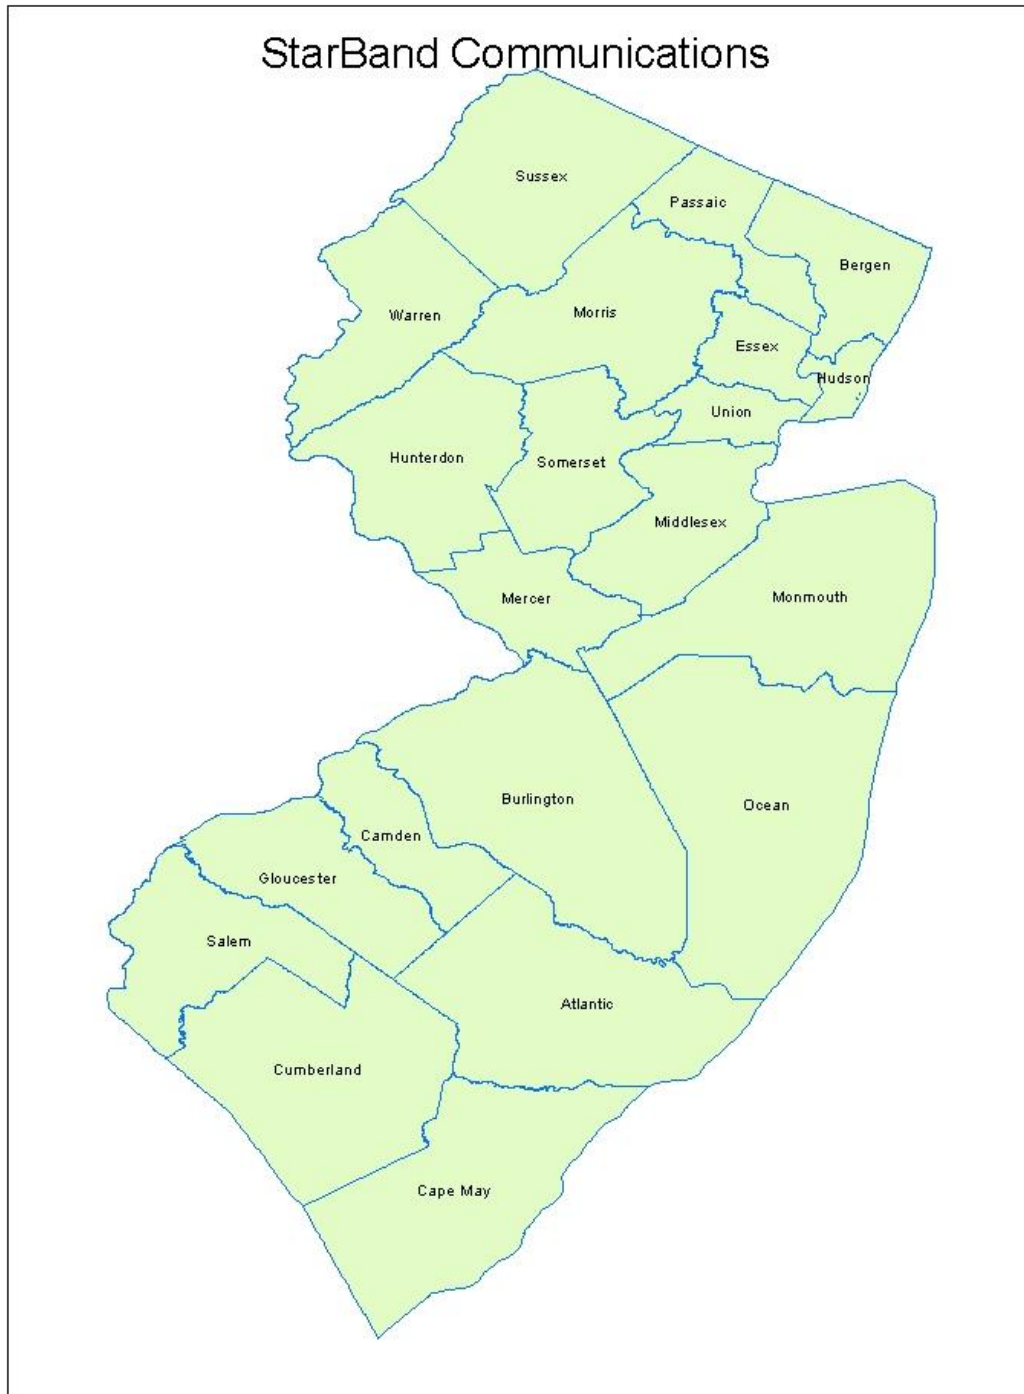 StarBand Communications
Sussex
Passaic
Bergen
Warren
Morris
Essex
Hudson
Union
Hunterdon
Somerset
Middlesex
Mercer
Monmouth
Burlington
Ocean
Camden
Gloucester
Salem
Atlantic
Cumberland
Cape May